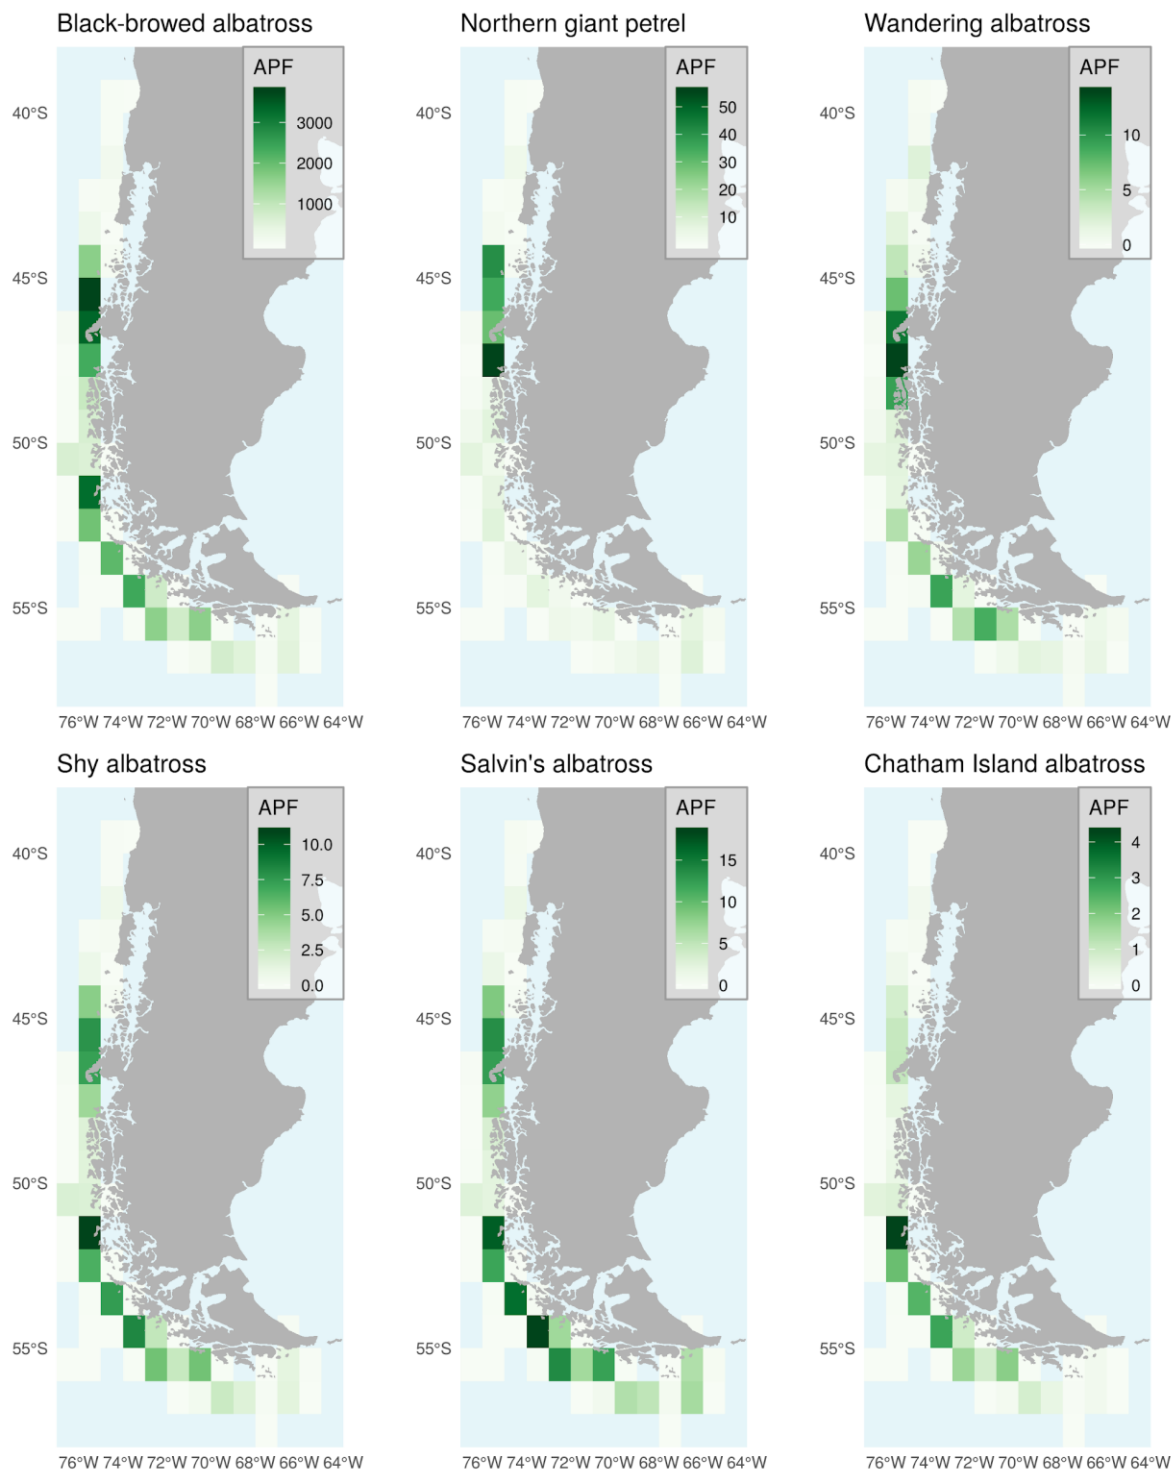 Black-browed albatross
APF
3000
2000
1000
40°S
45°S
50°S
55°S
76°W 74°W 72°W 70°W 68°W 66°W 64°W
Northern giant petrel
APF
50
40
30
20
10
40°S
45°S
50°S
55°S
76°W 74°W 72°W 70°W 68°W 66°W 64°W
Wandering albatross
APF
10
5
0
40°S
45°S
50°S
55°S
76°W 74°W 72°W 70°W 68°W 66°W 64°W
Shy albatross
APF
10.0
7.5
5.0
2.5
0.0
40°S
45°S
50°S
55°S
76°W 74°W 72°W 70°W 68°W 66°W 64°W
Salvin's albatross
APF
15
10
5
0
40°S
45°S
50°S
55°S
76°W 74°W 72°W 70°W 68°W 66°W 64°W
Chatham Island albatross
APF
4
3
2
1
0
40°S
45°S
50°S
55°S
76°W 74°W 72°W 70°W 68°W 66°W 64°W